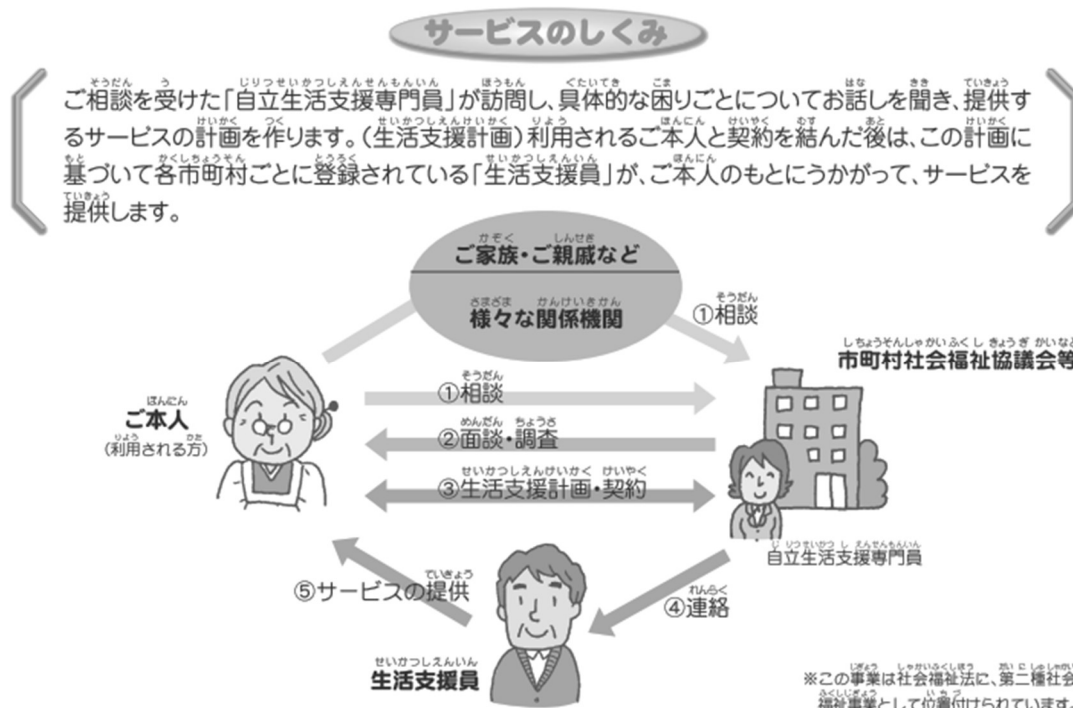 サービスのしくみ
ご相談を受けた「自立生活支援専門員」が訪問し、具体的な困りごとについてお話しを聞き、提供す
るサービスの計画を作ります。(生活支援計画)利用されるご本人と契約を結んだ後は、この計画に
基づいて各市町村ごとに登録されている「生活支援員」が、ご本人のもとにうかがって、サービスを
提供します。
ご家族・ご親戚など
様々な関係機関
①相談
市町村社会福祉協議会等
ご本人
(利用される方)
①相談
②面談・調査
③生活支援計画・契約
自立生活支援専門員
⑤サービスの提供
④連絡
生活支援員
※この事業は社会福祉法に、第二種社会
福祉事業として位置付けられています。